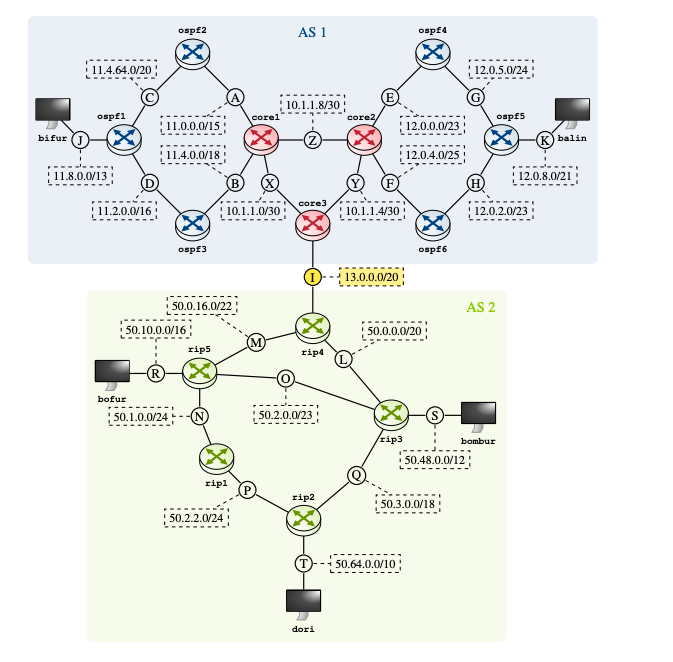 ospf2
AS 1
ospf4
11.4.64.0/20
12.0.5.0/24
C
A
E
G
bifur
ospf1
11.0.0.0/15
core1
10.1.1.8/30
core2
12.0.0.0/23
ospf5
balin
J
Z
K
11.8.0.0/13
11.4.0.0/18
12.0.4.0/25
12.0.8.0/21
D
B
X
Y
F
H
11.2.0.0/16
10.1.1.0/30
core3
10.1.1.4/30
12.0.2.0/23
ospf3
ospf6
I
13.0.0.0/20
50.0.16.0/22
AS 2
50.10.0.0/16
50.0.0.0/20
M
rip4
rip5
L
R
O
bofur
50.1.0.0/24
N
50.2.0.0/23
S
rip3
bombur
50.48.0.0/12
rip1
Q
P
50.3.0.0/18
rip2
50.2.2.0/24
T
50.64.0.0/10
dori